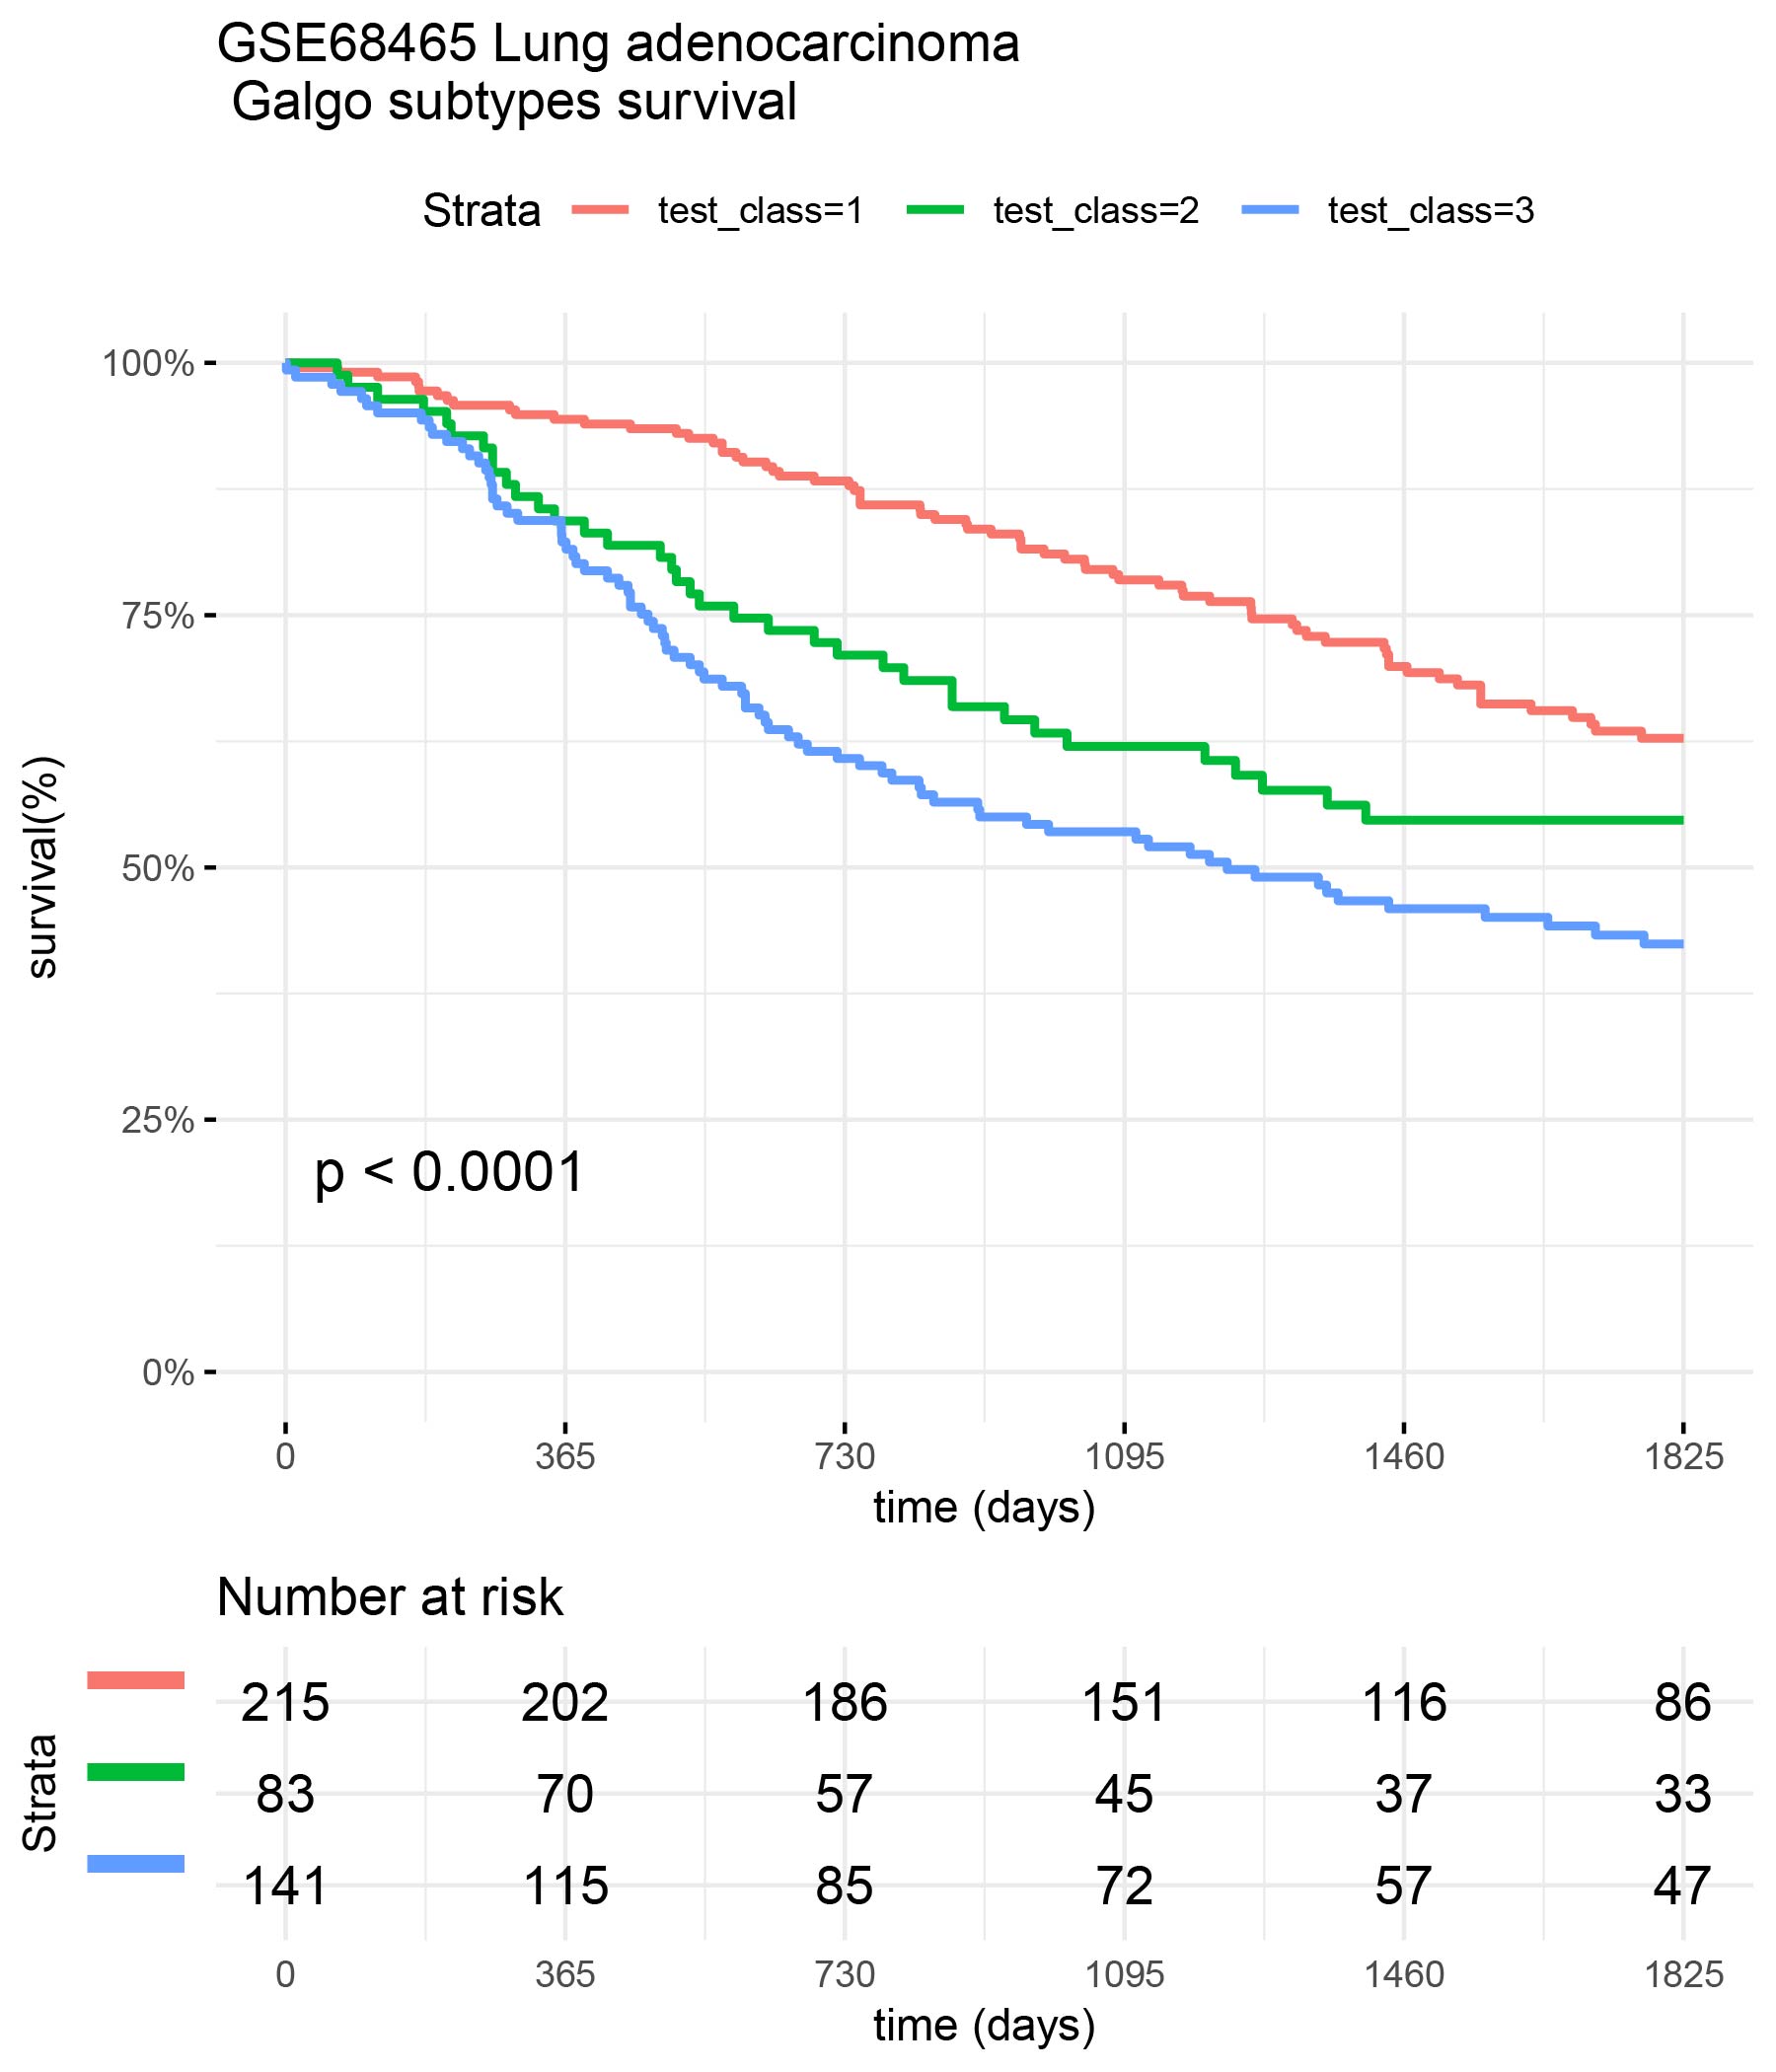 GSE68465 Lung adenocarcinoma
Galgo subtypes survival
Strata test_class=1 test_class=2 test_class=3
survival(%)
100%
75%
50%
25%
0%
p < 0.0001
0 365 730 1095 1460 1825
time (days)
Number at risk
Strata
215 202 186 151 116 86
83 70 57 45 37 33
141 115 85 72 57 47
0 365 730 1095 1460 1825
time (days)